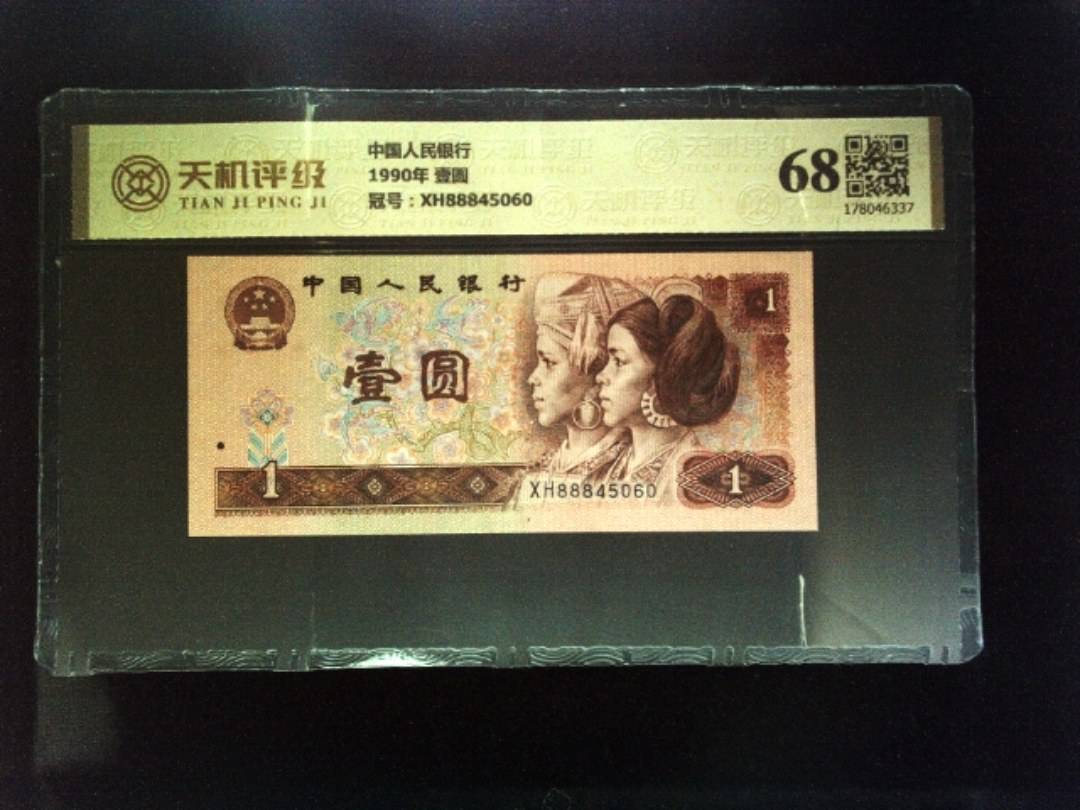 天机评级
TIAN JI PING JI
中国人民银行
1990年 壹圆
冠号：XH88845060
68
178046337
中国人民银行
1
壹圆
1
XH88845060
1